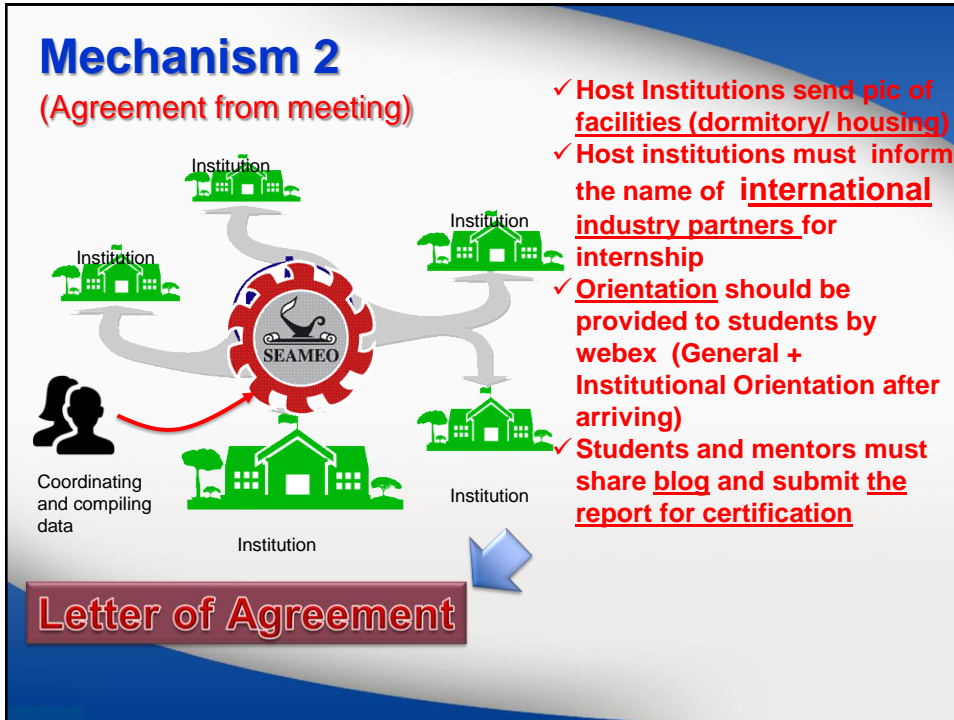 Mechanism 2
(Agreement from meeting)
Institution
Institution
Institution
SEAMEO
Coordinating
and compiling
data
Institution
Institution
Letter of Agreement
✓Host Institutions send pic of
facilities (dormitory/ housing)
✓Host institutions must inform
the name of international
industry partners for
internship
✓Orientation should be
provided to students by
webex (General +
Institutional Orientation after
arriving)
✓Students and mentors must
share blog and submit the
report for certification